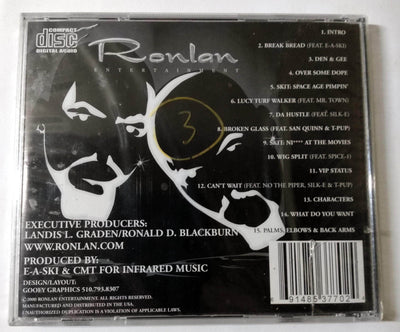 COMPACT
disc
DIGITAL AUDIO
Ronlan
ENTERTAINMENT
1. INTRO
2. BREAK BREAD (FEAT. E-A-SKI)
3. DEN & GEE
4. OVER SOME DOPE
5. SKIT: SPACE AGE PIMPIN'
6. LUCY TURF WALKER (FEAT. MR. TOWN)
7. DA HUSTLE (FEAT. SILK-E)
8. BROKEN GLASS (FEAT. SAN QUINN & T-PUP)
9. SKIT: NI**** AT THE MOVIES
10. WIG SPLIT (FEAT. SPICE-1)
11. VIP STATUS
12. CAN'T WAIT (FEAT. NO THE PIPER, SILK-E & T-PUP)
13. CHARACTERS
14. WHAT DO YOU WANT
15. PALMS, ELBOWS & BACK ARMS
3
EXECUTIVE PRODUCERS:
LANDIS L. GRADEN/RONALD D. BLACKBURN
WWW.RONLAN.COM
PRODUCED BY:
E-A-SKI & CMT FOR INFRARED MUSIC
DESIGN/LAYOUT:
GOOEY GRAPHICS 510.793.8307
©2000 RONLAN ENTERTAINMENT. ALL RIGHTS RESERVED.
MANUFACTURED AND PRINTED IN THE USA.
UNAUTHORIZED DUPLICATION IS A VIOLATION OF APPLICABLE LAWS.
91485 37702